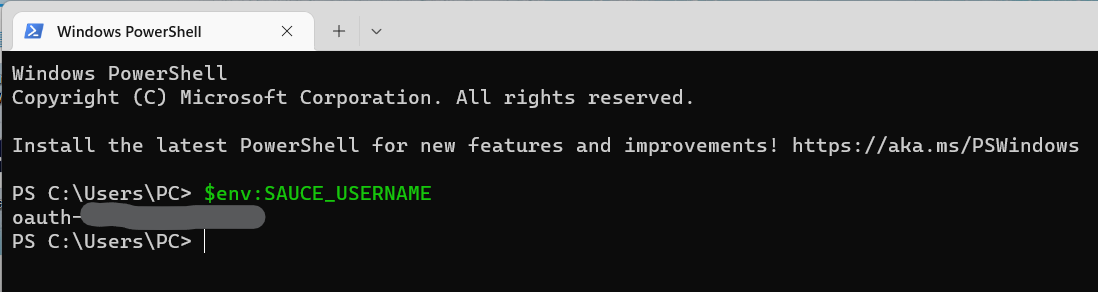 Windows PowerShell
Windows PowerShell
Copyright (C) Microsoft Corporation. All rights reserved.
Install the latest PowerShell for new features and improvements! https://aka.ms/PSWindows
PS C:\Users\PC> $env:SAUCE_USERNAME
oauth-
PS C:\Users\PC>